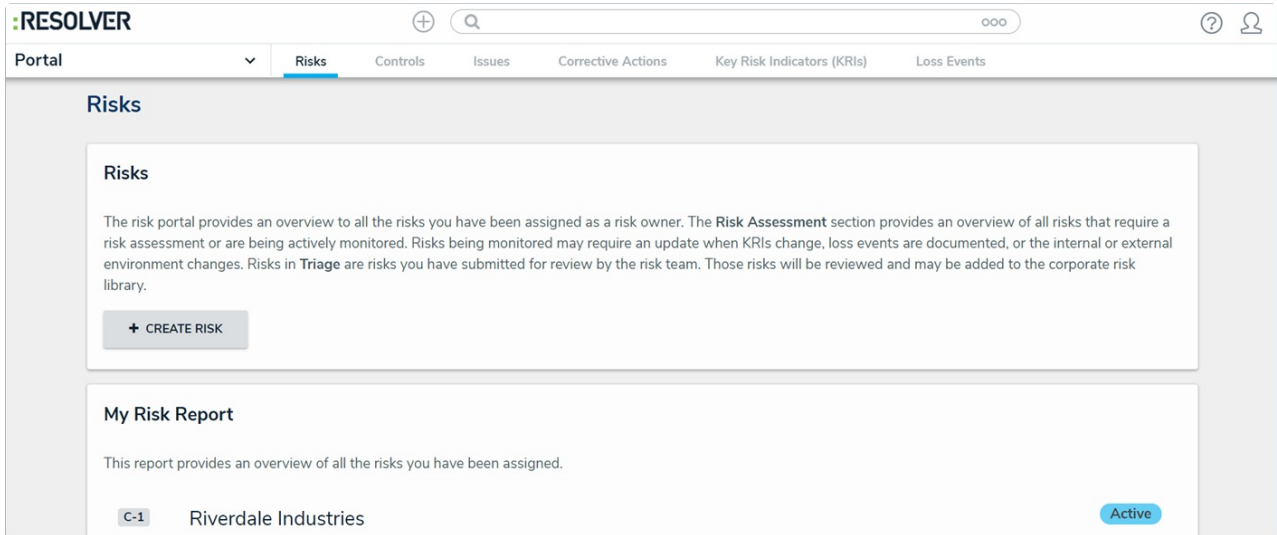 :RESOLVER
ooo
Portal
Risks
Controls
Issues
Corrective Actions
Key Risk Indicators (KRIs)
Loss Events
Risks
Risks
The risk portal provides an overview to all the risks you have been assigned as a risk owner. The Risk Assessment section provides an overview of all risks that require a
risk assessment or are being actively monitored. Risks being monitored may require an update when KRIs change, loss events are documented, or the internal or external
environment changes. Risks in Triage are risks you have submitted for review by the risk team. Those risks will be reviewed and may be added to the corporate risk
library.
+ CREATE RISK
My Risk Report
This report provides an overview of all the risks you have been assigned.
C-1
Riverdale Industries
Active